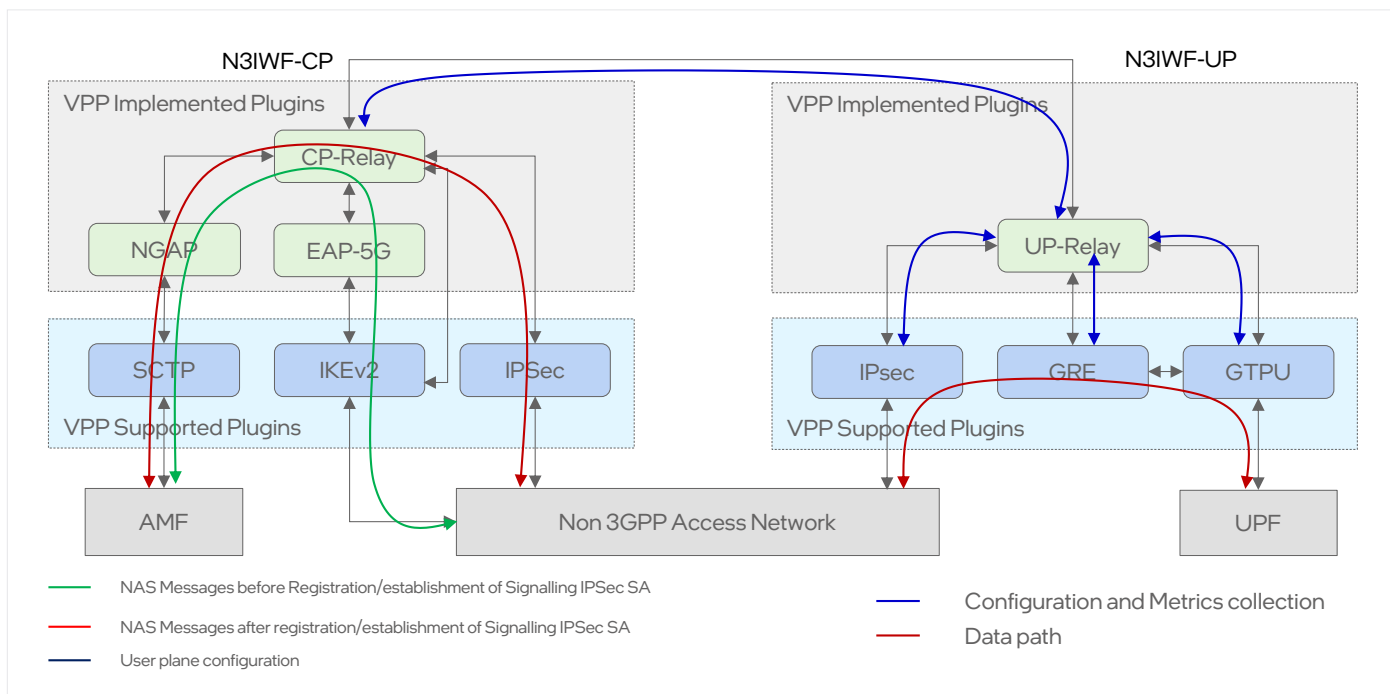 N3IWF-CP
N3IWF-UP
VPP Implemented Plugins
VPP Implemented Plugins
CP-Relay
NGAP
EAP-5G
UP-Relay
SCTP
IKEv2
IPSec
IPsec
GRE
GTPU
VPP Supported Plugins
VPP Supported Plugins
AMF
Non 3GPP Access Network
UPF
NAS Messages before Registration/establishment of Signalling IPSec SA
NAS Messages after registration/establishment of Signalling IPSec SA
User plane configuration
Configuration and Metrics collection
Data path